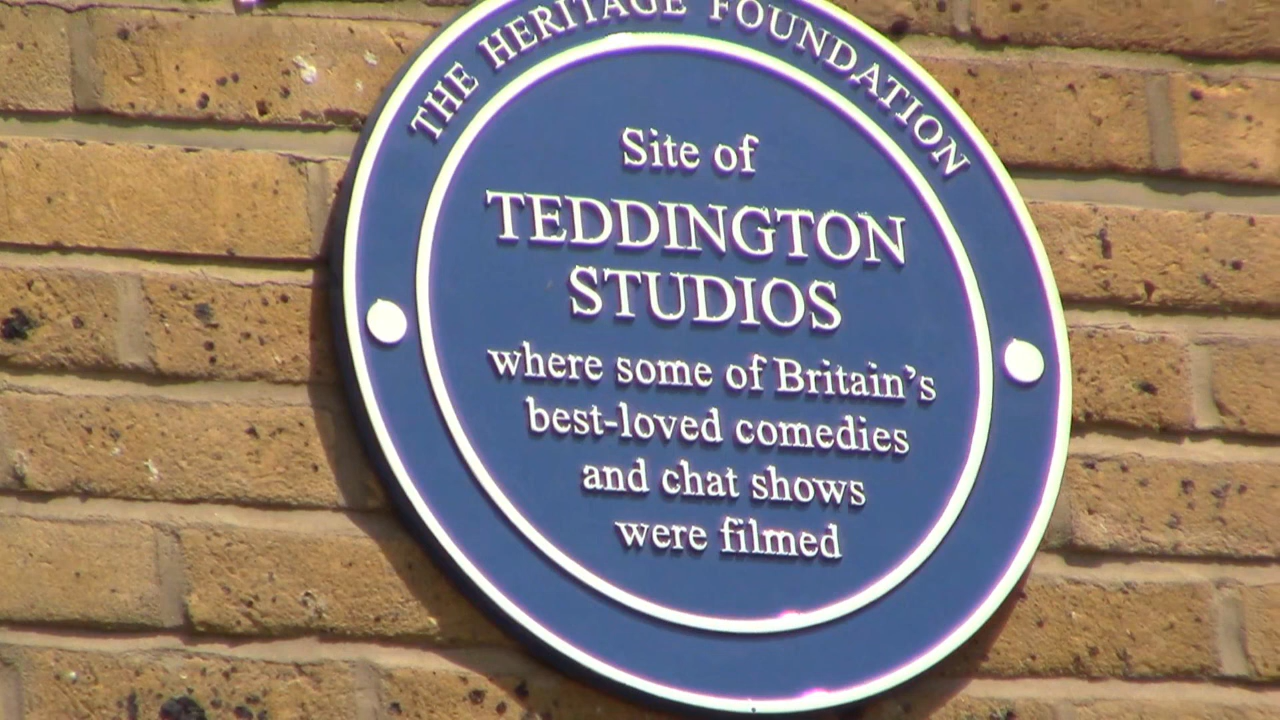 THE HERITAGE FOUNDATION
Site of
TEDDINGTON
STUDIOS
where some of Britain's
best-loved comedies
and chat shows
were filmed